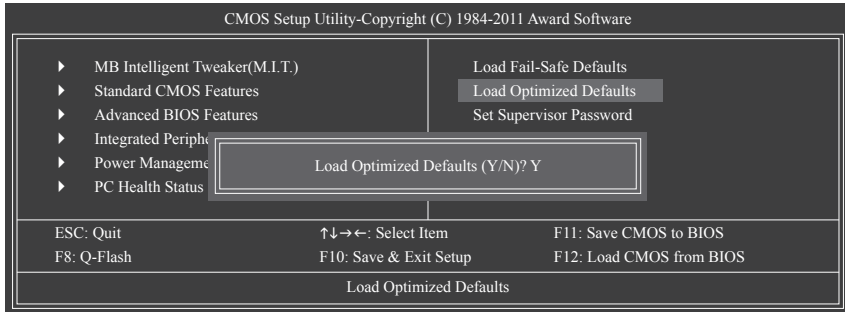 CMOS Setup Utility-Copyright (C) 1984-2011 Award Software
MB Intelligent Tweaker(M.I.T.)
Standard CMOS Features
Advanced BIOS Features
Integrated Periphe
Power Manageme
PC Health Status
Load Fail-Safe Defaults
Load Optimized Defaults
Set Supervisor Password
Load Optimized Defaults (Y/N)? Y
ESC: Quit ↑↓→←: Select Item F11: Save CMOS to BIOS
F8: Q-Flash F10: Save & Exit Setup F12: Load CMOS from BIOS
Load Optimized Defaults